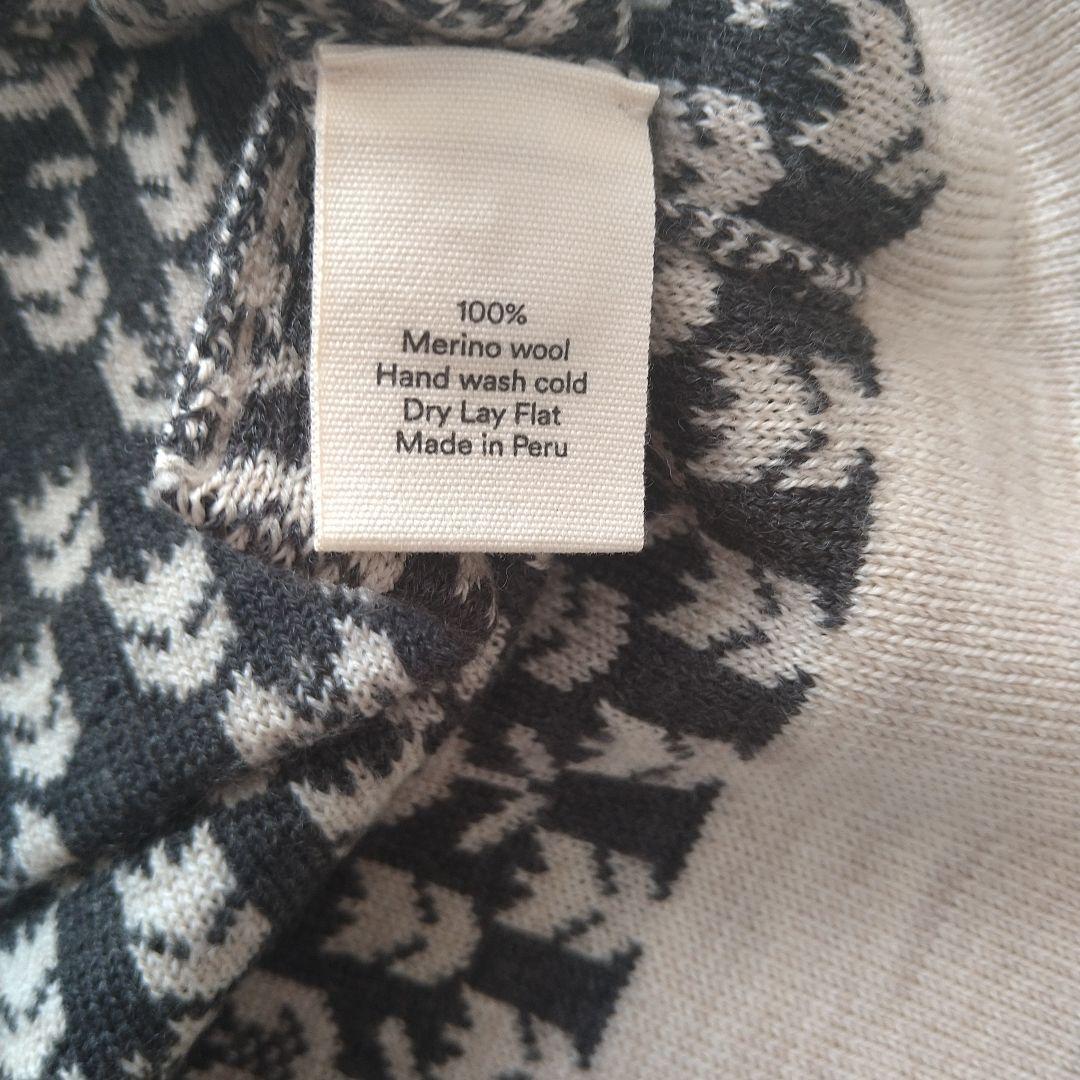 100%
Merino wool
Hand wash cold
Dry Lay Flat
Made in Peru